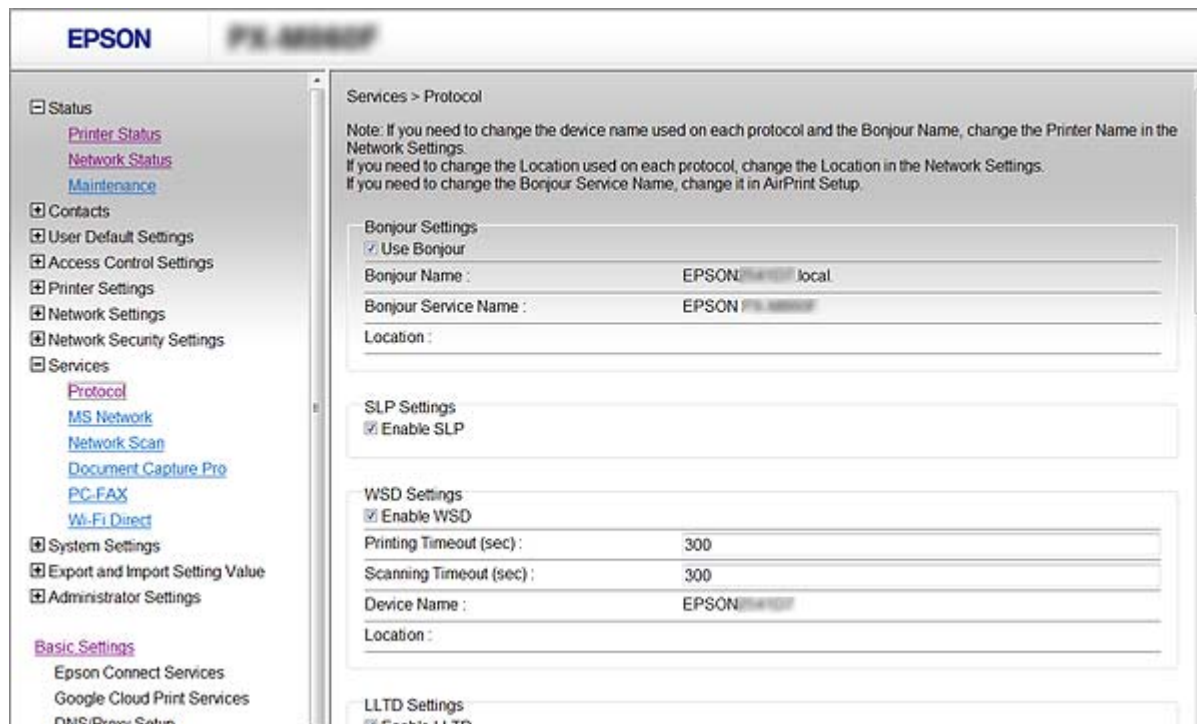 EPSON
Status
Printer Status
Network Status
Maintenance
Contacts
User Default Settings
Access Control Settings
Printer Settings
Network Settings
Network Security Settings
Services
Protocol
MS Network
Network Scan
Document Capture Pro
PC-FAX
Wi-Fi Direct
System Settings
Export and Import Setting Value
Administrator Settings
Basic Settings
Epson Connect Services
Google Cloud Print Services
DNS/Proxy Setup
Services > Protocol
Note: If you need to change the device name used on each protocol and the Bonjour Name, change the Printer Name in the
Network Settings.
If you need to change the Location used on each protocol, change the Location in the Network Settings.
If you need to change the Bonjour Service Name, change it in AirPrint Setup.
Bonjour Settings
Use Bonjour
Bonjour Name : EPSON .local.
Bonjour Service Name : EPSON
Location :
SLP Settings
Enable SLP
WSD Settings
Enable WSD
Printing Timeout (sec) : 300
Scanning Timeout (sec) : 300
Device Name : EPSON
Location :
LLTD Settings
Enable LLTD